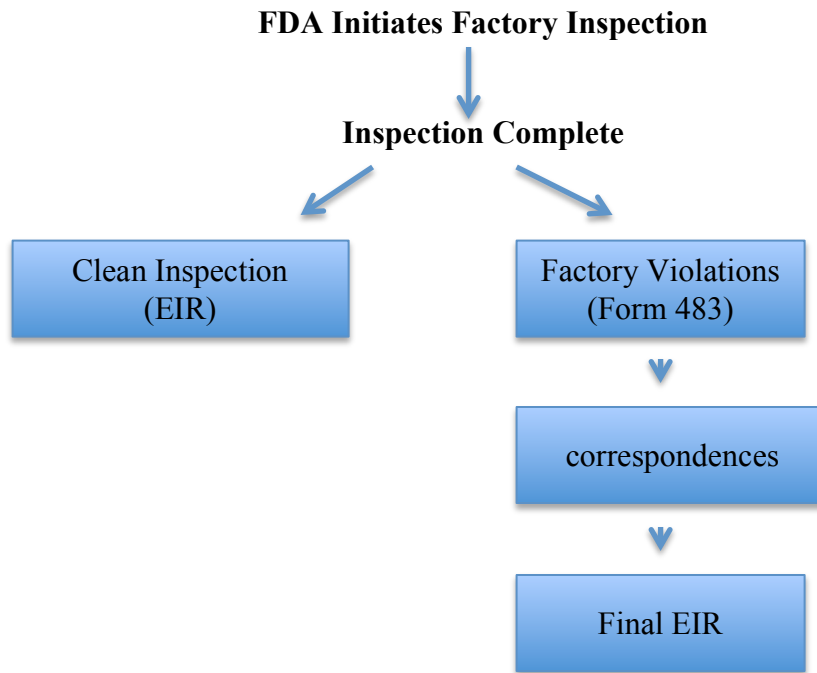 FDA Initiates Factory Inspection
Inspection Complete
Clean Inspection
(EIR)
Factory Violations
(Form 483)
correspondences
Final EIR